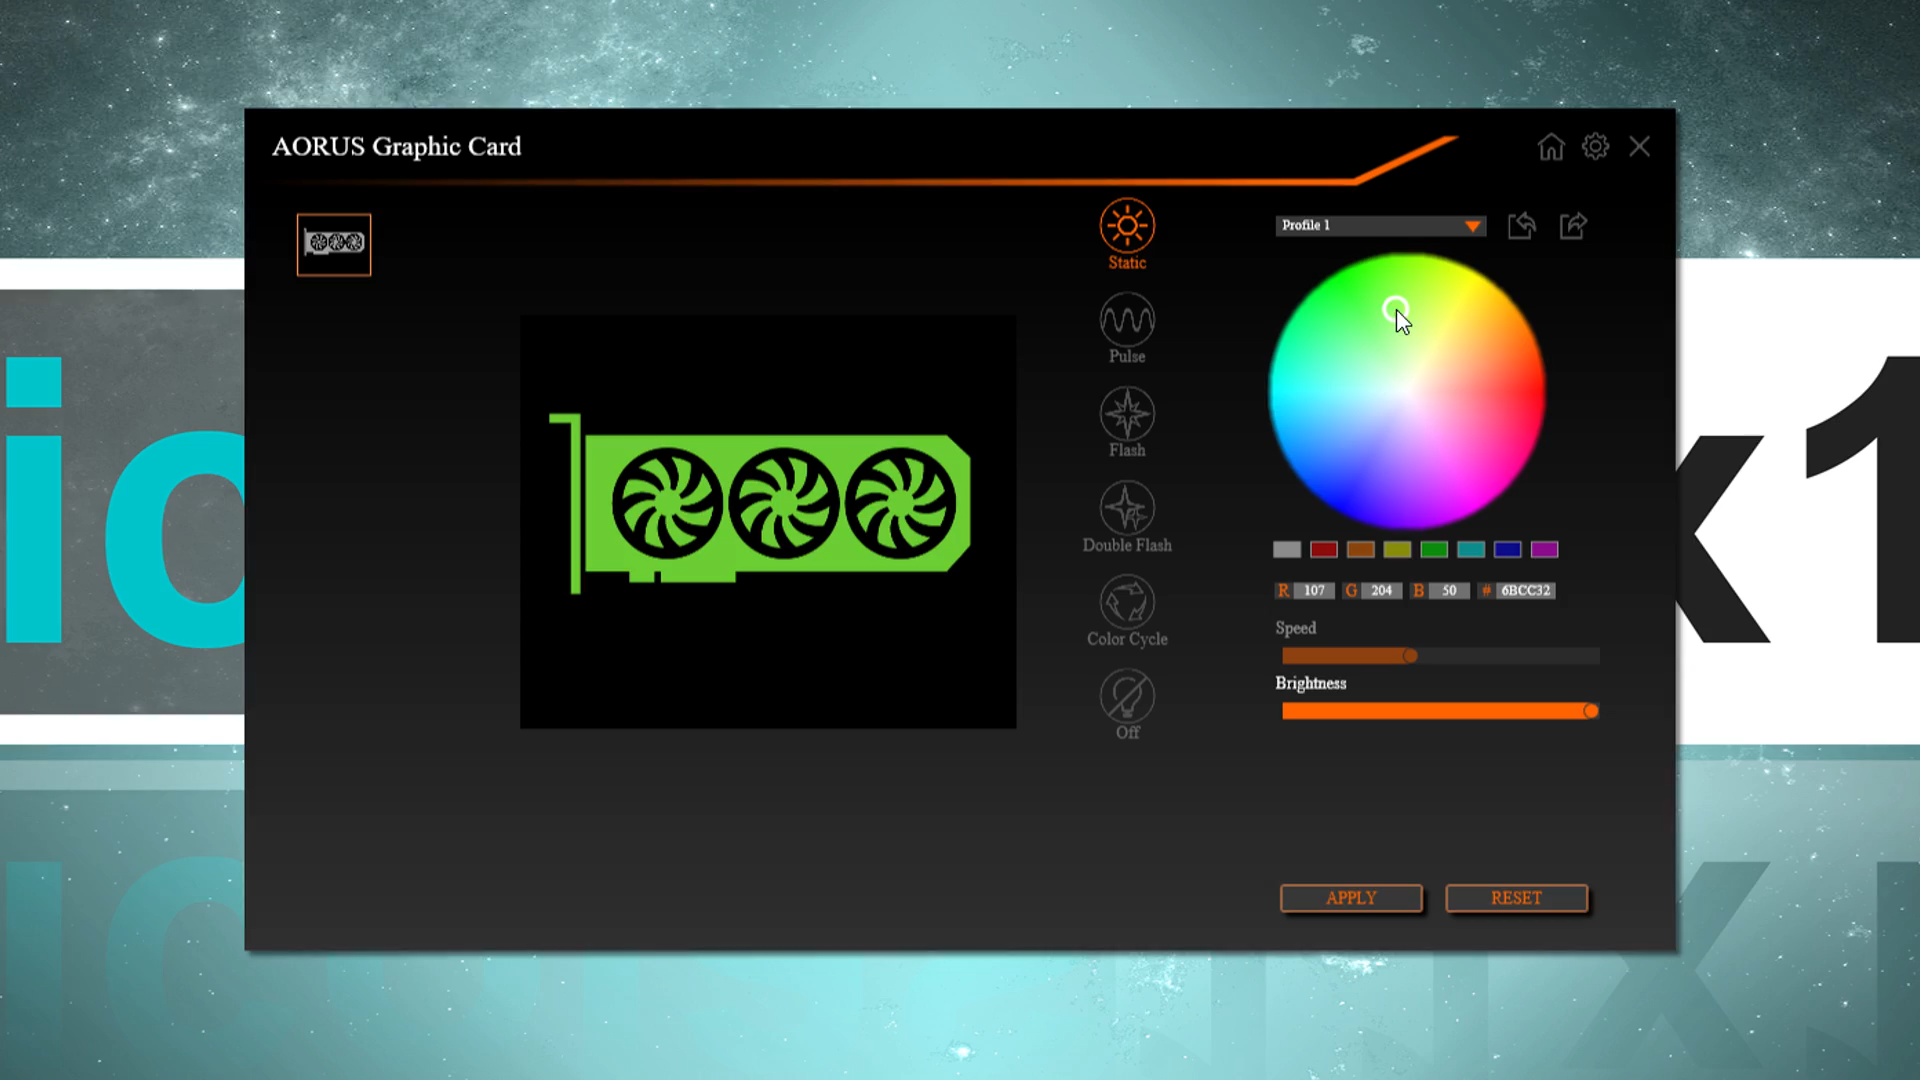 AORUS Graphic Card
Static
Profile 1
Pulse
Flash
Double Flash
R 107 G 204 B 50 # 6BCC32
Speed
Color Cycle
Brightness
Off
APPLY RESET